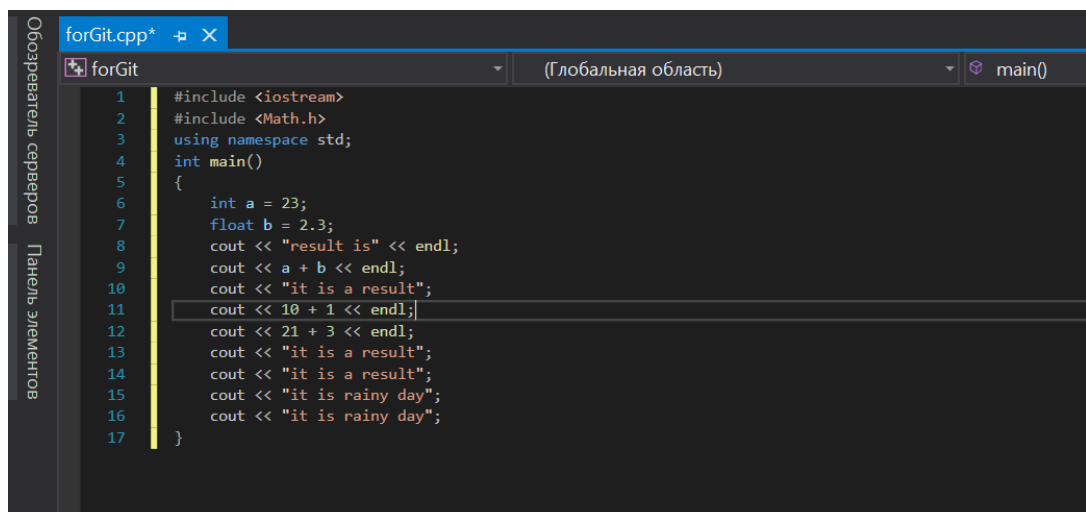 Обозреватель серверов
Панель элементов
forGit.cpp*
forGit (Глобальная область) main()
1 #include <iostream>
2 #include <Math.h>
3 using namespace std;
4 int main()
5 {
6 int a = 23;
7 float b = 2.3;
8 cout << "result is" << endl;
9 cout << a + b << endl;
10 cout << "it is a result";
11 cout << 10 + 1 << endl;
12 cout << 21 + 3 << endl;
13 cout << "it is a result";
14 cout << "it is a result";
15 cout << "it is rainy day";
16 cout << "it is rainy day";
17 }